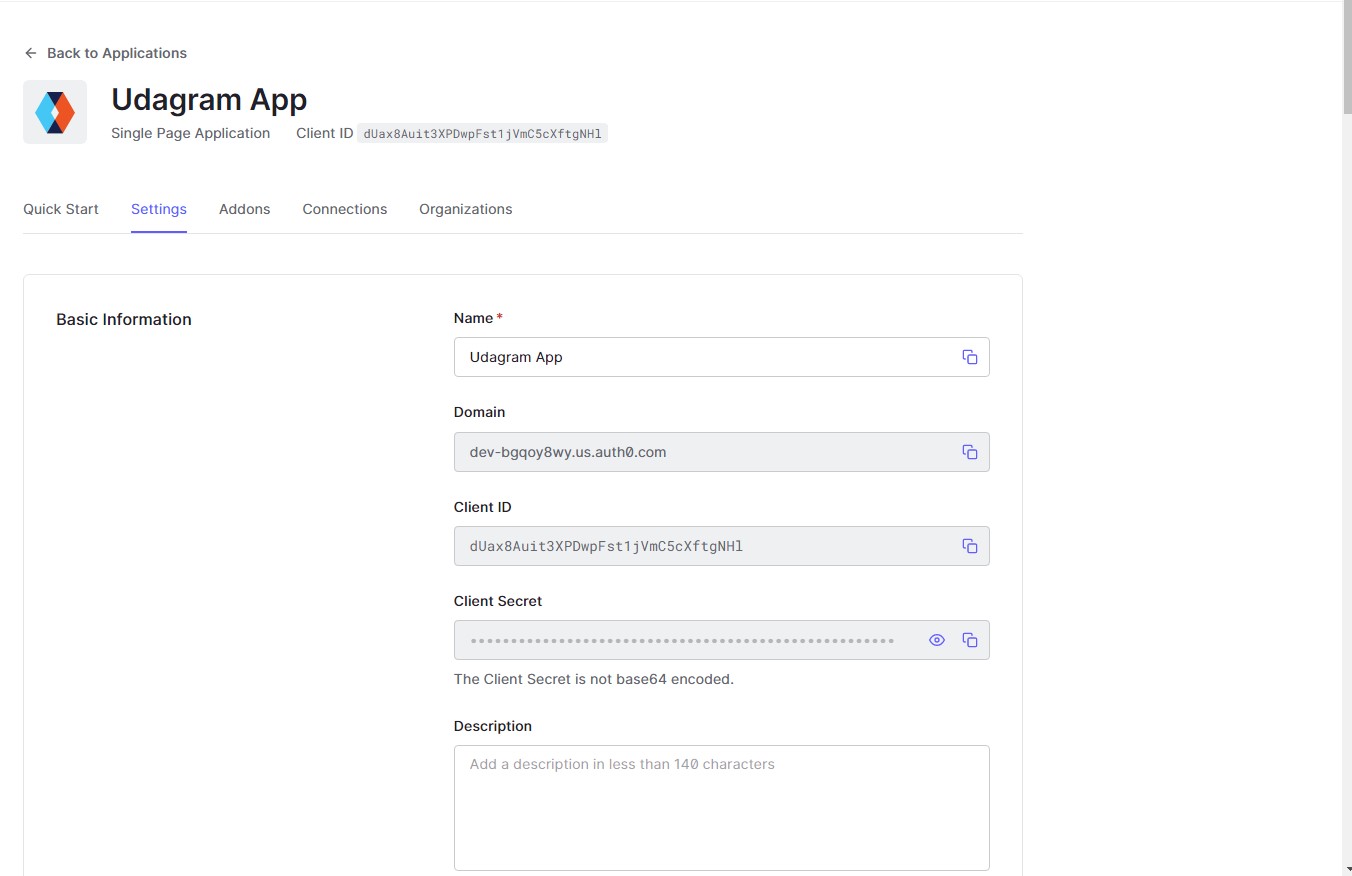 Back to Applications
Udagram App
Single Page Application Client ID dUax8Auit3XPDwpFst1jVmC5cXftgNHl
Quick Start Settings Addons Connections Organizations
Basic Information
Name *
Udagram App
Domain
dev-bgqoy8wy.us.auth0.com
Client ID
dUax8Auit3XPDwpFst1jVmC5cXftgNHl
Client Secret
The Client Secret is not base64 encoded.
Description
Add a description in less than 140 characters